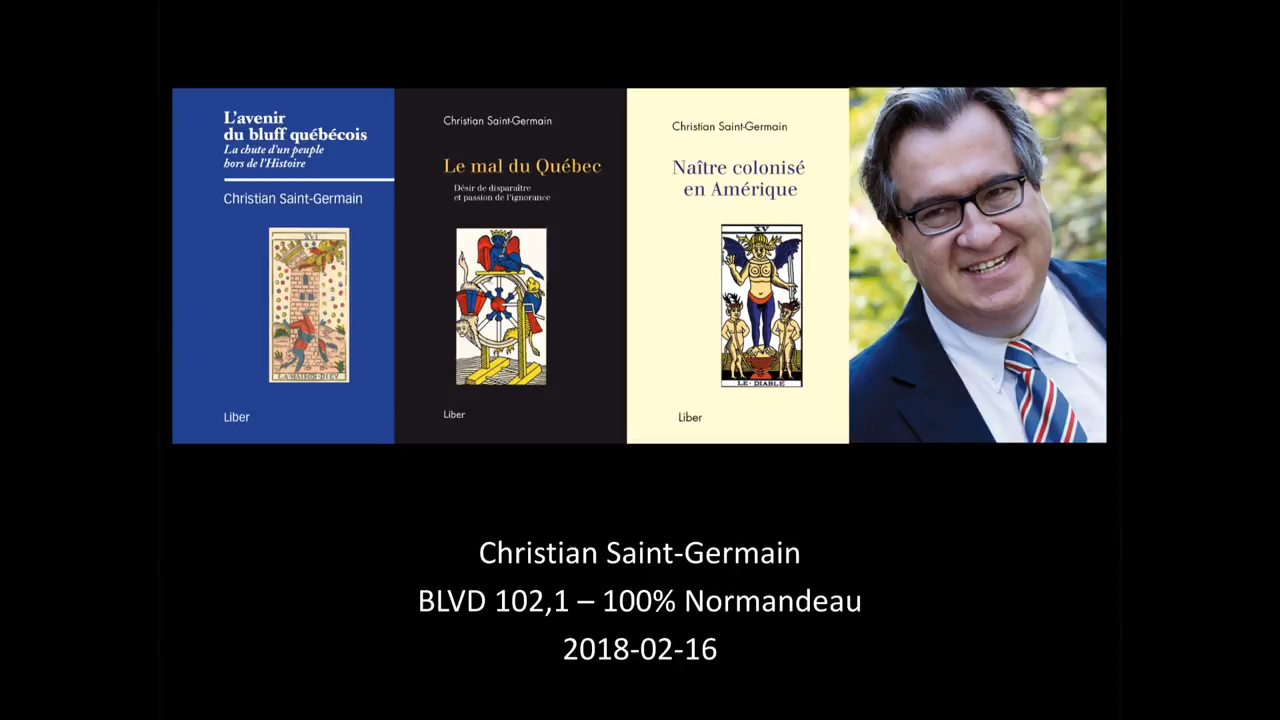 L'avenir
du bluff québécois
La chute d'un peuple
hors de l'Histoire
Christian Saint-Germain
XVI
LA MAISON·DIEV
Liber
Christian Saint-Germain
Le mal du Québec
Désir de disparaître
et passion de l'ignorance
Liber
Christian Saint-Germain
Naître colonisé
en Amérique
XV
LE·DIABLE
Liber
Christian Saint-Germain
BLVD 102,1 – 100% Normandeau
2018-02-16